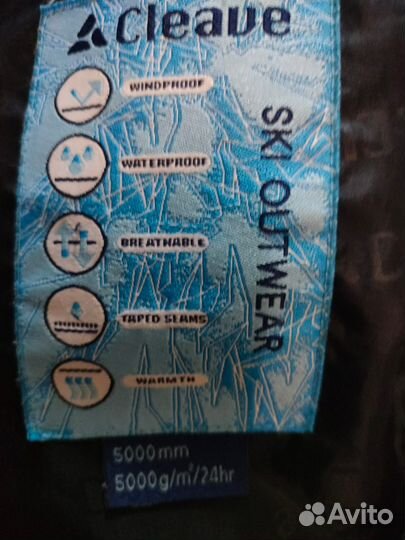 Cleave
WINDPROOF
WATERPROOF
BREATHABLE
TAPED SEAMS
WARMTH
SKI OUTWEAR
5000mm
5000g/m²/24hr
Avito